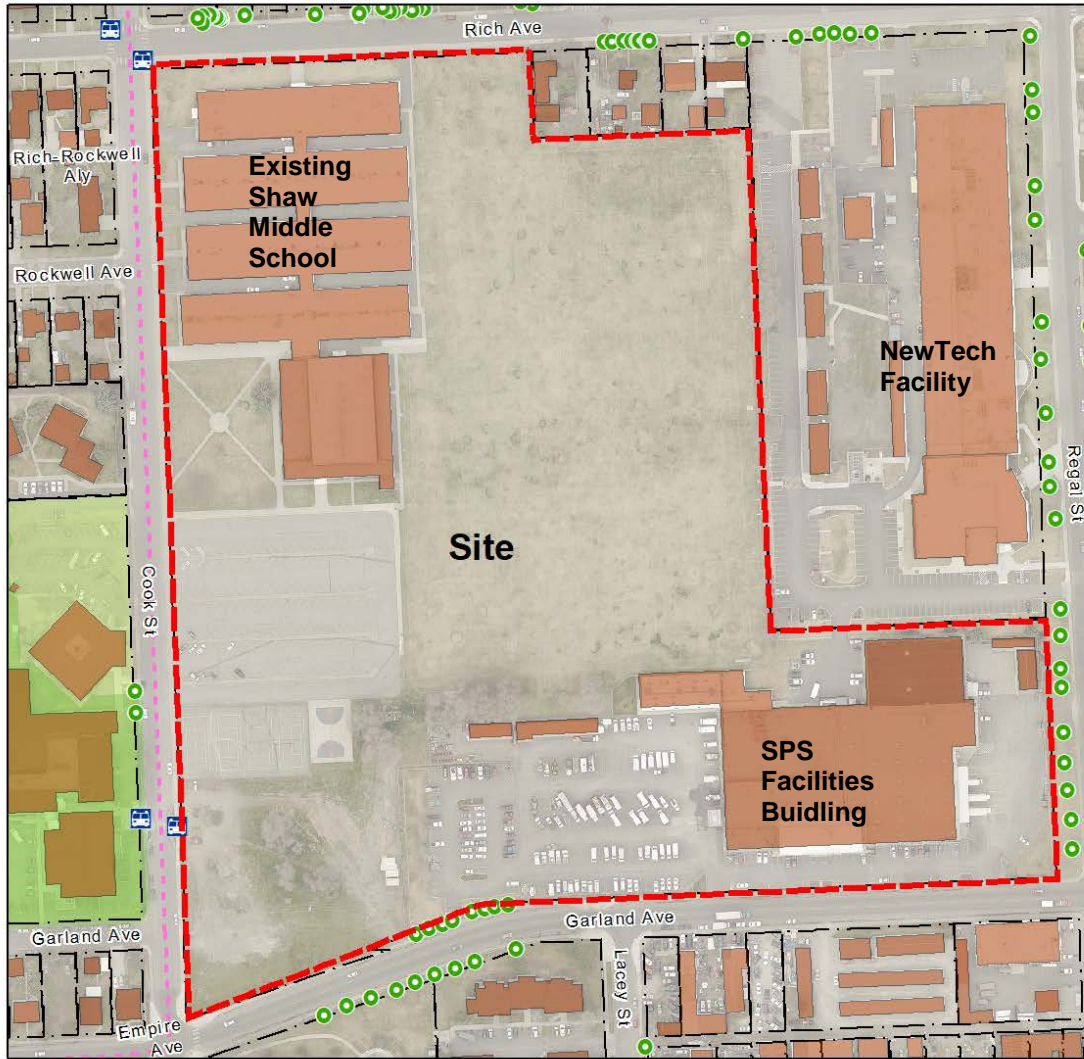 Rich Ave
Existing
Shaw
Middle
School
Rich-Rockwell
Aly
Rockwell Ave
NewTech
Facility
Regal St
Site
Cook St
SPS
Facilities
Buidling
Garland Ave
Garland Ave
Lacey St
Empire
Ave